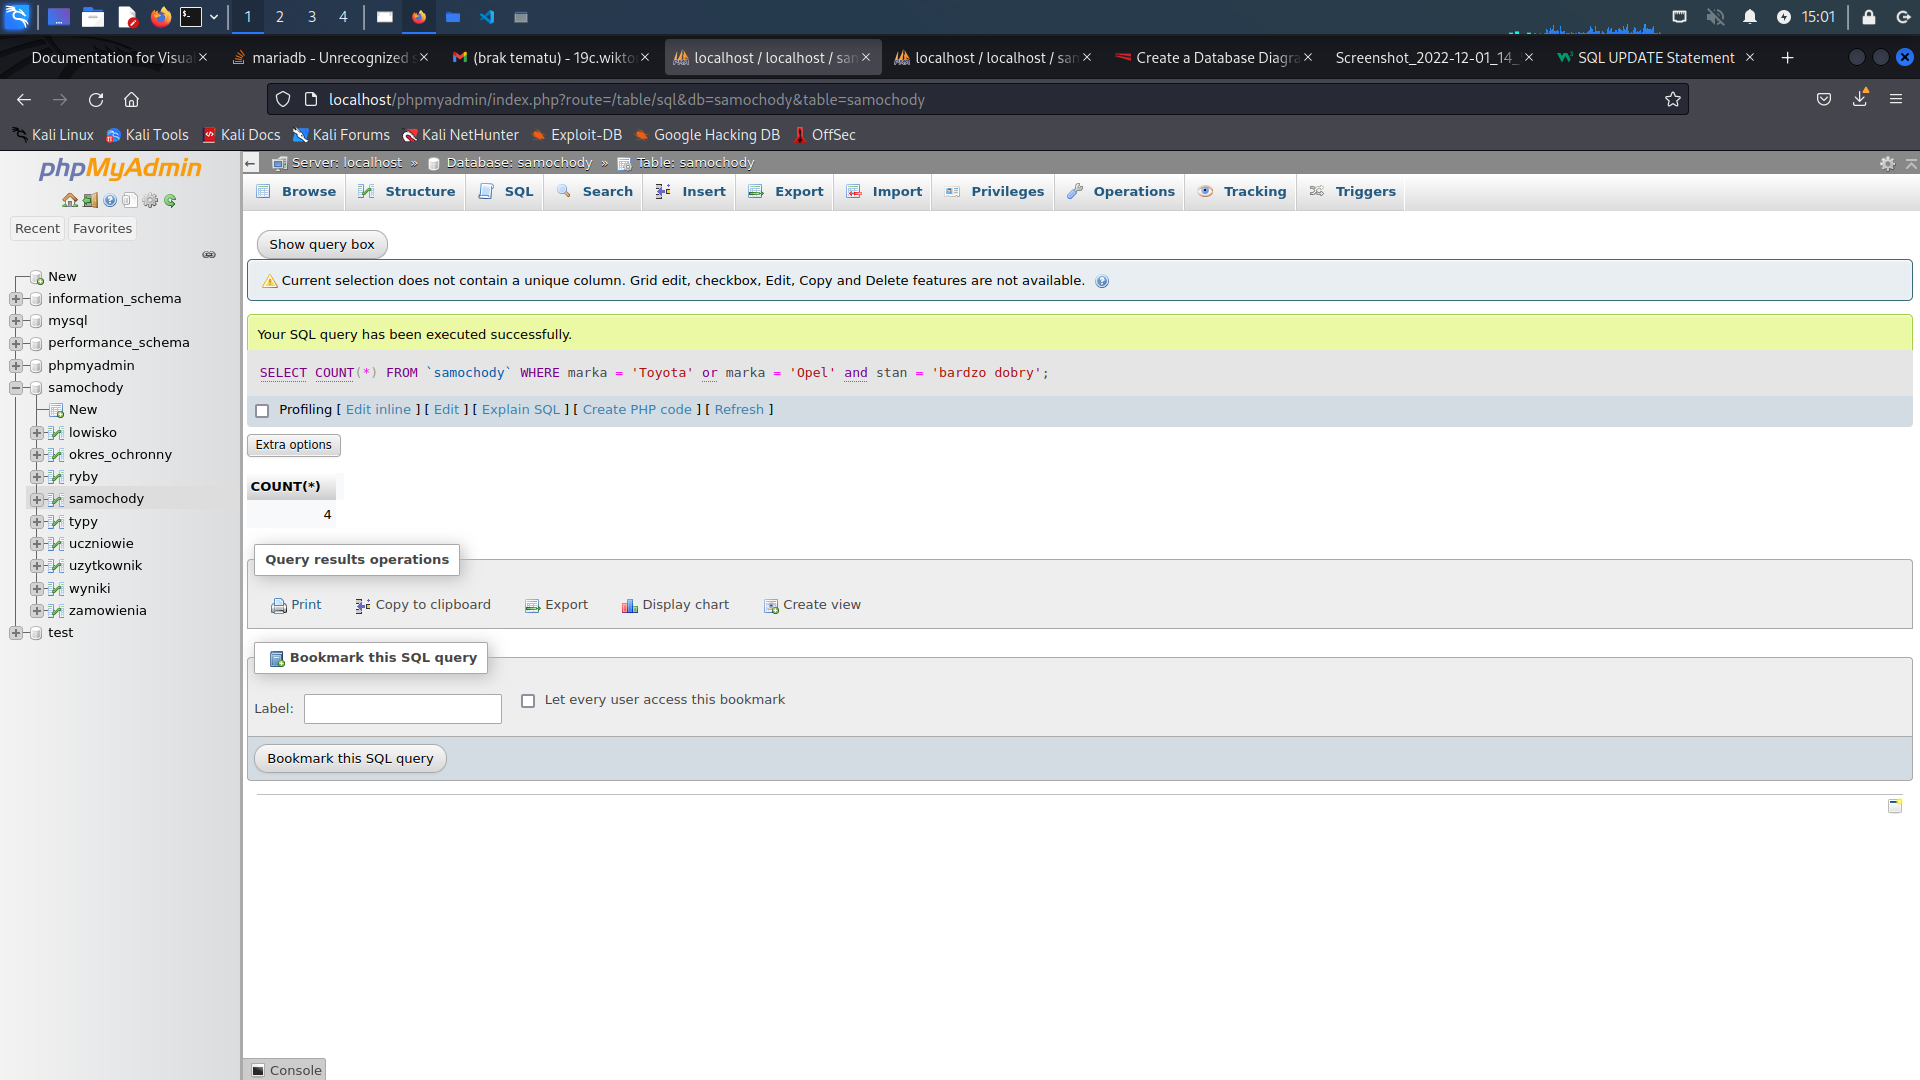 1 2 3 4 15:01
Documentation for Visua mariadb - Unrecognized s (brak tematu) - 19c.wikto localhost / localhost / san localhost / localhost / san Create a Database Diagra Screenshot_2022-12-01_14_ SQL UPDATE Statement
localhost/phpmyadmin/index.php?route=/table/sql&db=samochody&table=samochody
Kali Linux Kali Tools Kali Docs Kali Forums Kali NetHunter Exploit-DB Google Hacking DB OffSec
phpMyAdmin
Recent Favorites
New
information_schema
mysql
performance_schema
phpmyadmin
samochody
New
lowisko
okres_ochronny
ryby
samochody
typy
uczniowie
uzytkownik
wyniki
zamowienia
test
Server: localhost » Database: samochody » Table: samochody
Browse Structure SQL Search Insert Export Import Privileges Operations Tracking Triggers
Show query box
Current selection does not contain a unique column. Grid edit, checkbox, Edit, Copy and Delete features are not available.
Your SQL query has been executed successfully.
SELECT COUNT(*) FROM `samochody` WHERE marka = 'Toyota' or marka = 'Opel' and stan = 'bardzo dobry';
Profiling [ Edit inline ] [ Edit ] [ Explain SQL ] [ Create PHP code ] [ Refresh ]
Extra options
COUNT(*)
4
Query results operations
Print Copy to clipboard Export Display chart Create view
Bookmark this SQL query
Label: Let every user access this bookmark
Bookmark this SQL query
Console